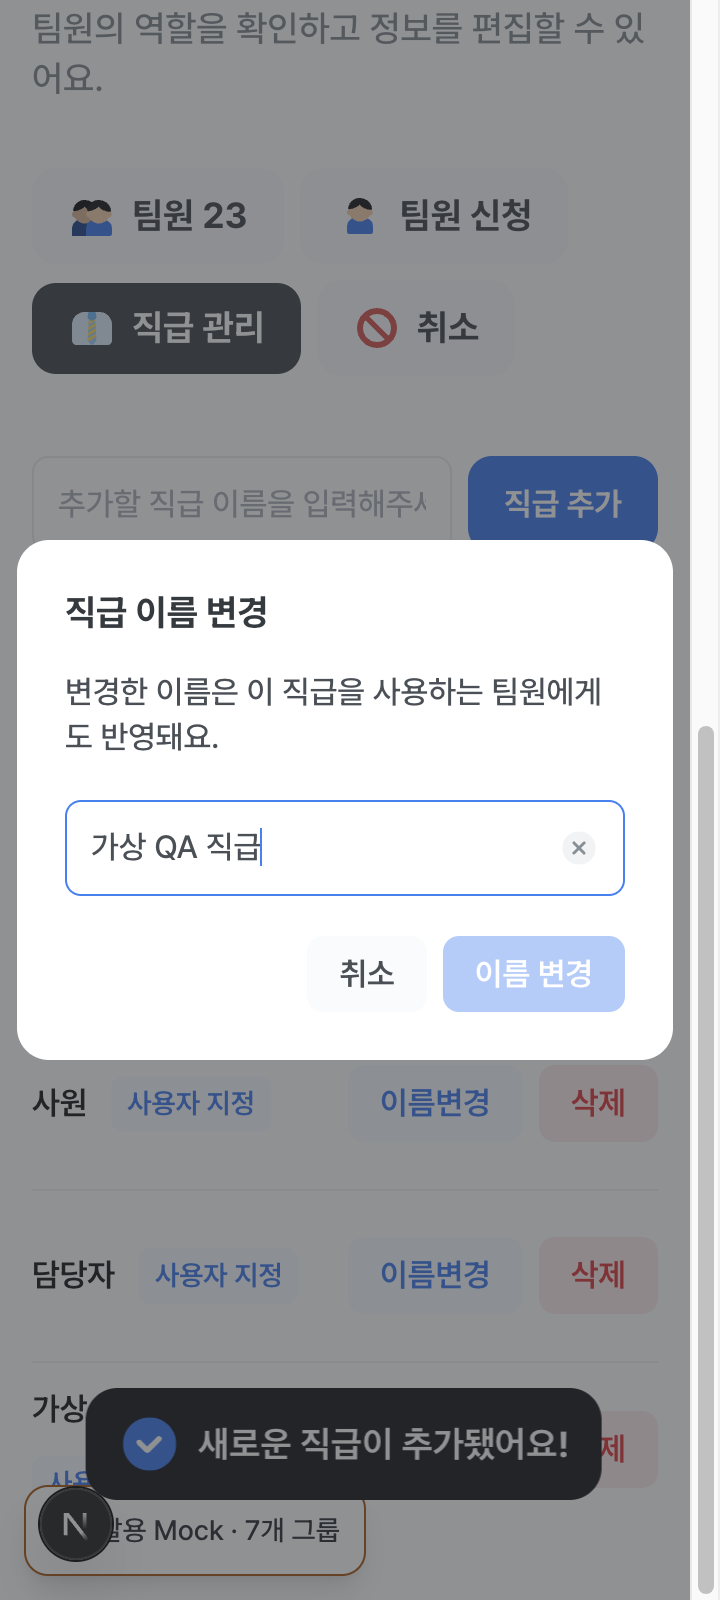 팀원의 역할을 확인하고 정보를 편집할 수 있
어요.
팀원 23
팀원 신청
직급 관리
취소
추가할 직급 이름을 입력해주
직급 추가
직급 이름 변경
변경한 이름은 이 직급을 사용하는 팀원에게
도 반영돼요.
가상 QA 직급
취소
이름 변경
사원 사용자 지정 이름변경 삭제
담당자 사용자 지정 이름변경 삭제
가상
제
새로운 직급이 추가됐어요!
N
발용 Mock · 7개 그룹